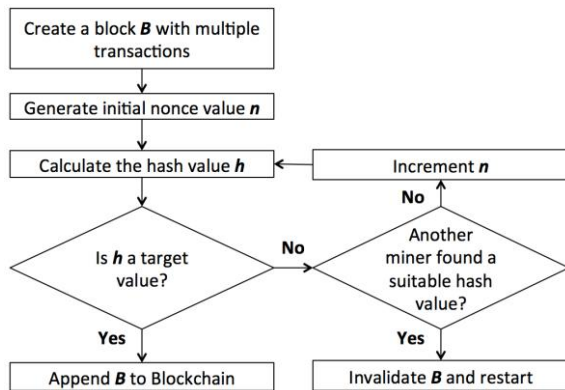 Create a block B with multiple
transactions
Generate initial nonce value n
Calculate the hash value h
Increment n
No
Is h a target
value?
No
Another
miner found a
suitable hash
value?
Yes
Yes
Append B to Blockchain
Invalidate B and restart